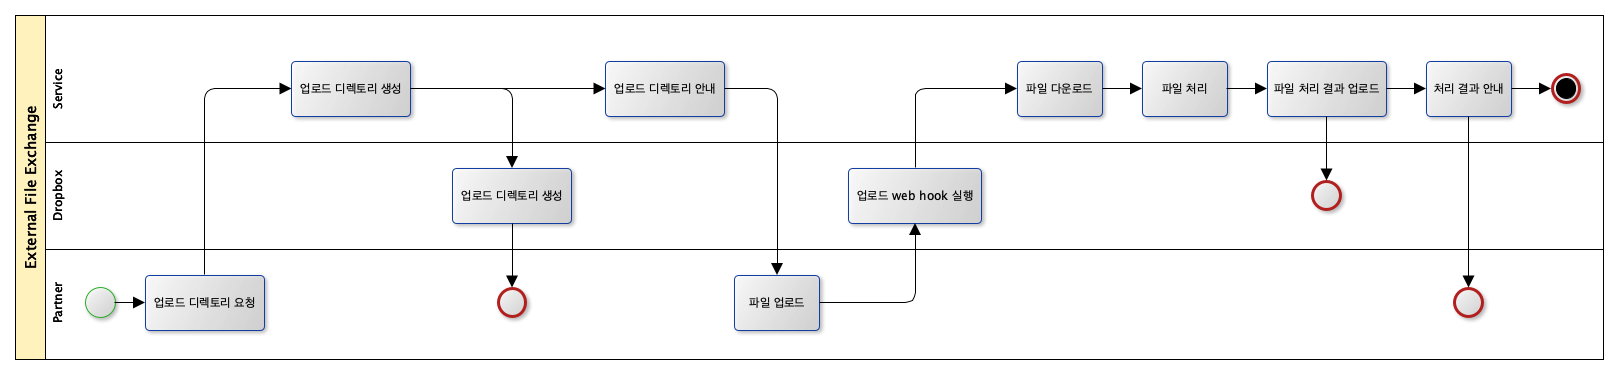 External File Exchange
Service
업로드 디렉토리 생성
업로드 디렉토리 안내
파일 다운로드
파일 처리
파일 처리 결과 업로드
처리 결과 안내
Dropbox
업로드 디렉토리 생성
업로드 web hook 실행
Partner
업로드 디렉토리 요청
파일 업로드